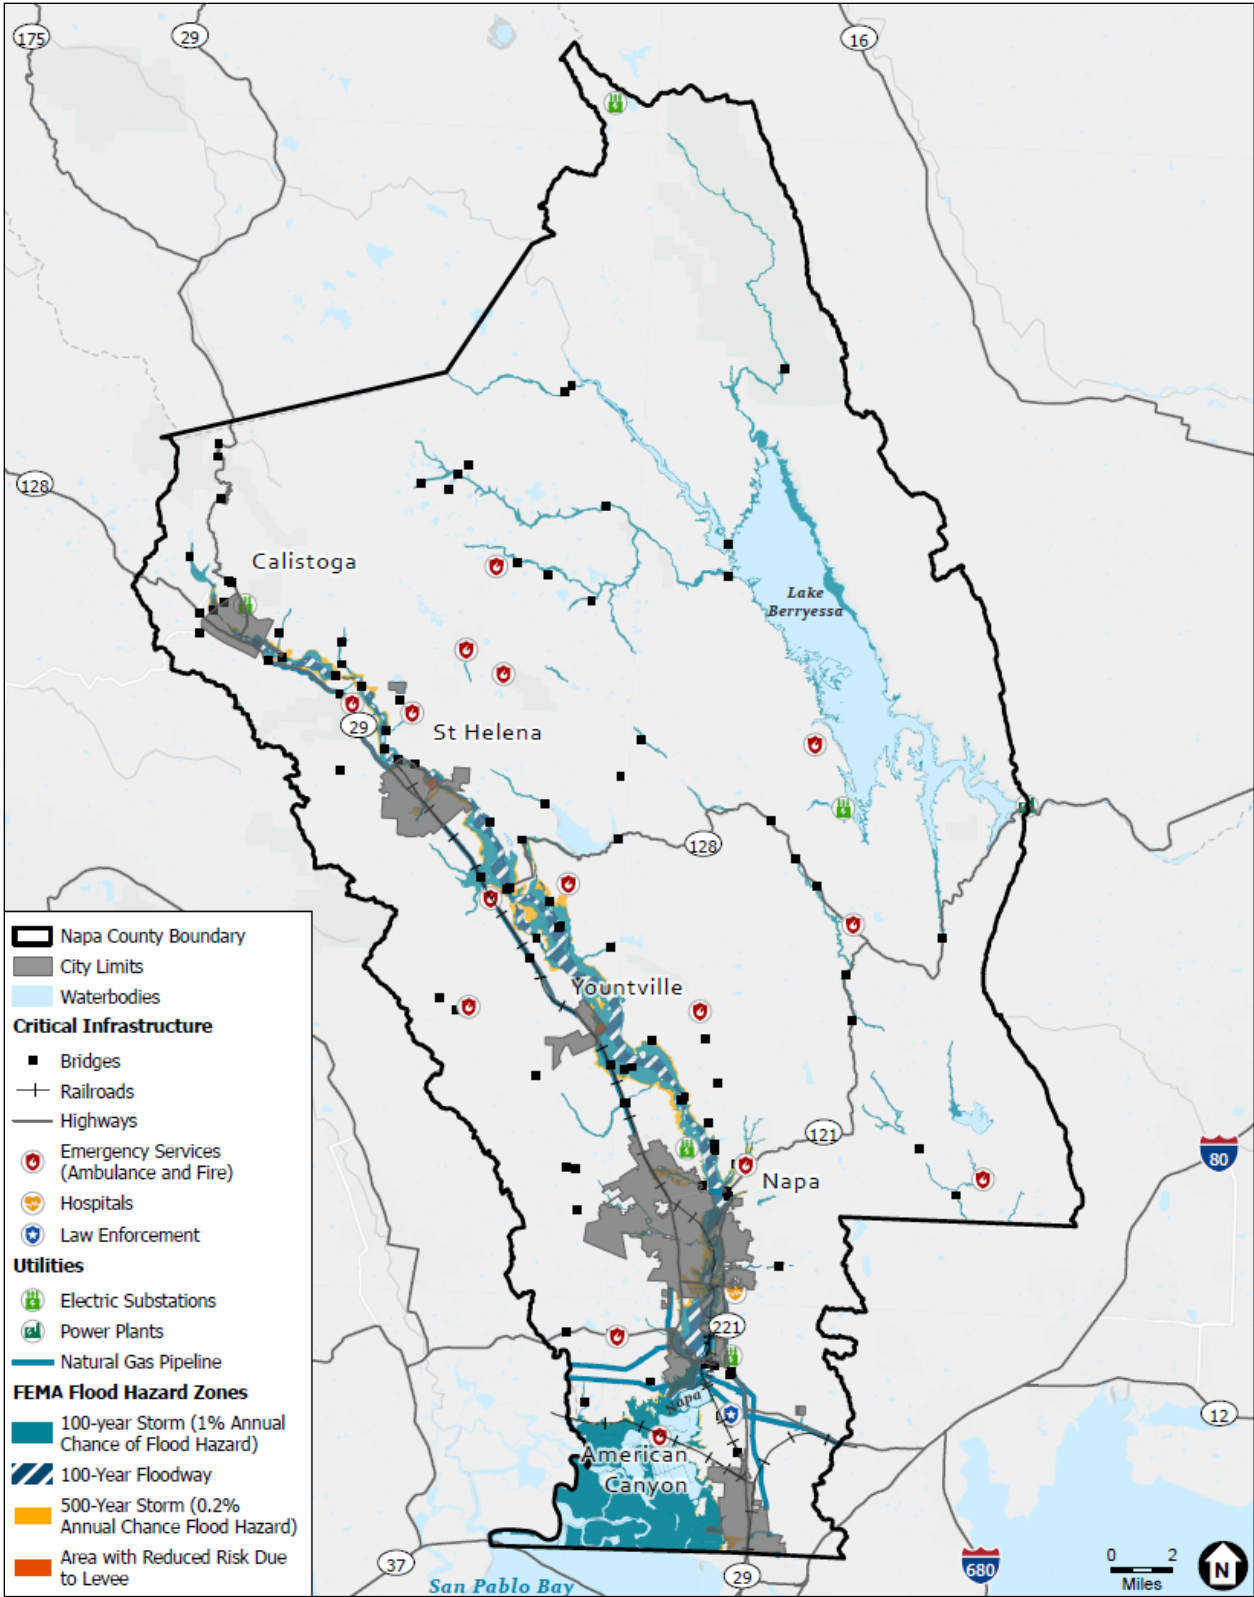 175
29
16
128
Calistoga
Lake
Berryessa
29
St Helena
128
Yountville
121
80
Napa
221
Napa
12
American
Canyon
37
San Pablo Bay
29
680
Napa County Boundary
City Limits
Waterbodies
Critical Infrastructure
Bridges
Railroads
Highways
Emergency Services
(Ambulance and Fire)
Hospitals
Law Enforcement
Utilities
Electric Substations
Power Plants
Natural Gas Pipeline
FEMA Flood Hazard Zones
100-year Storm (1% Annual
Chance of Flood Hazard)
100-Year Floodway
500-Year Storm (0.2%
Annual Chance Flood Hazard)
Area with Reduced Risk Due
to Levee
0 2
Miles
N